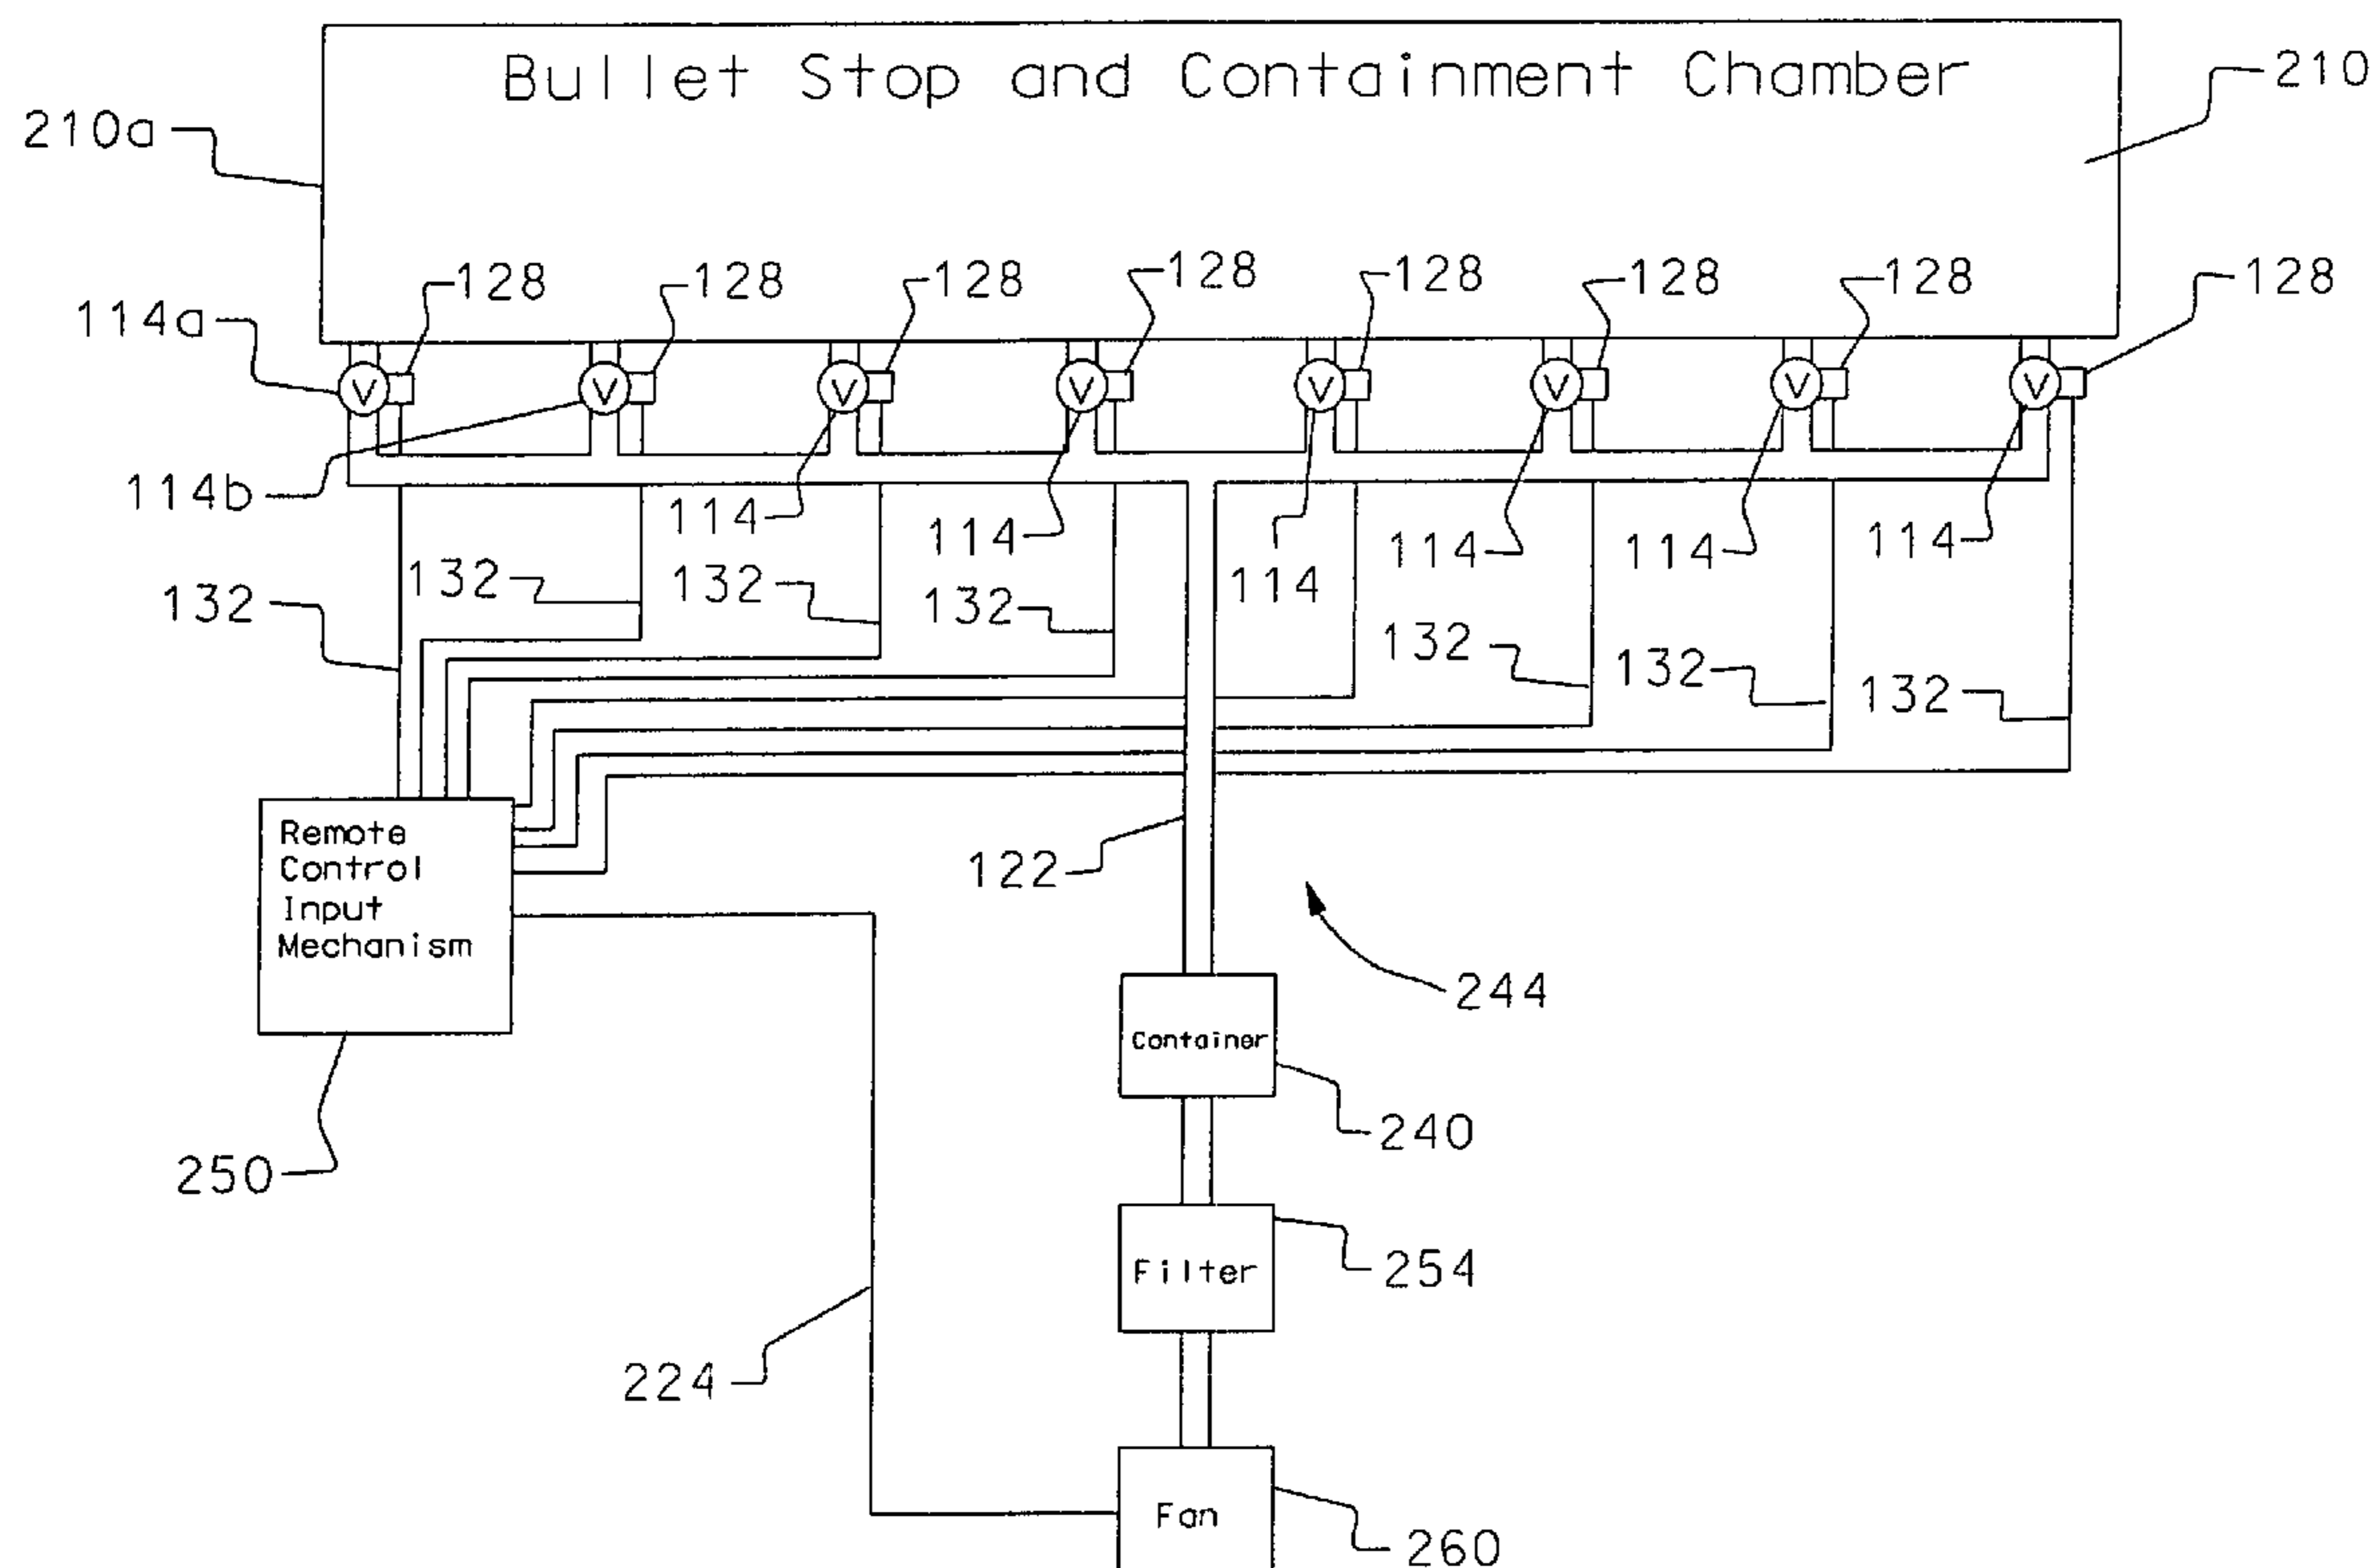 Bullet Stop and Containment Chamber
210
210a
128
128
128
128
128
128
128
128
114a
V
V
V
V
V
V
V
V
114b
114
114
114
114
114
114
132
132
132
132
132
132
132
Remote
Control
Input
Mechanism
122
244
Container
240
250
Filter
254
224
Fan
260